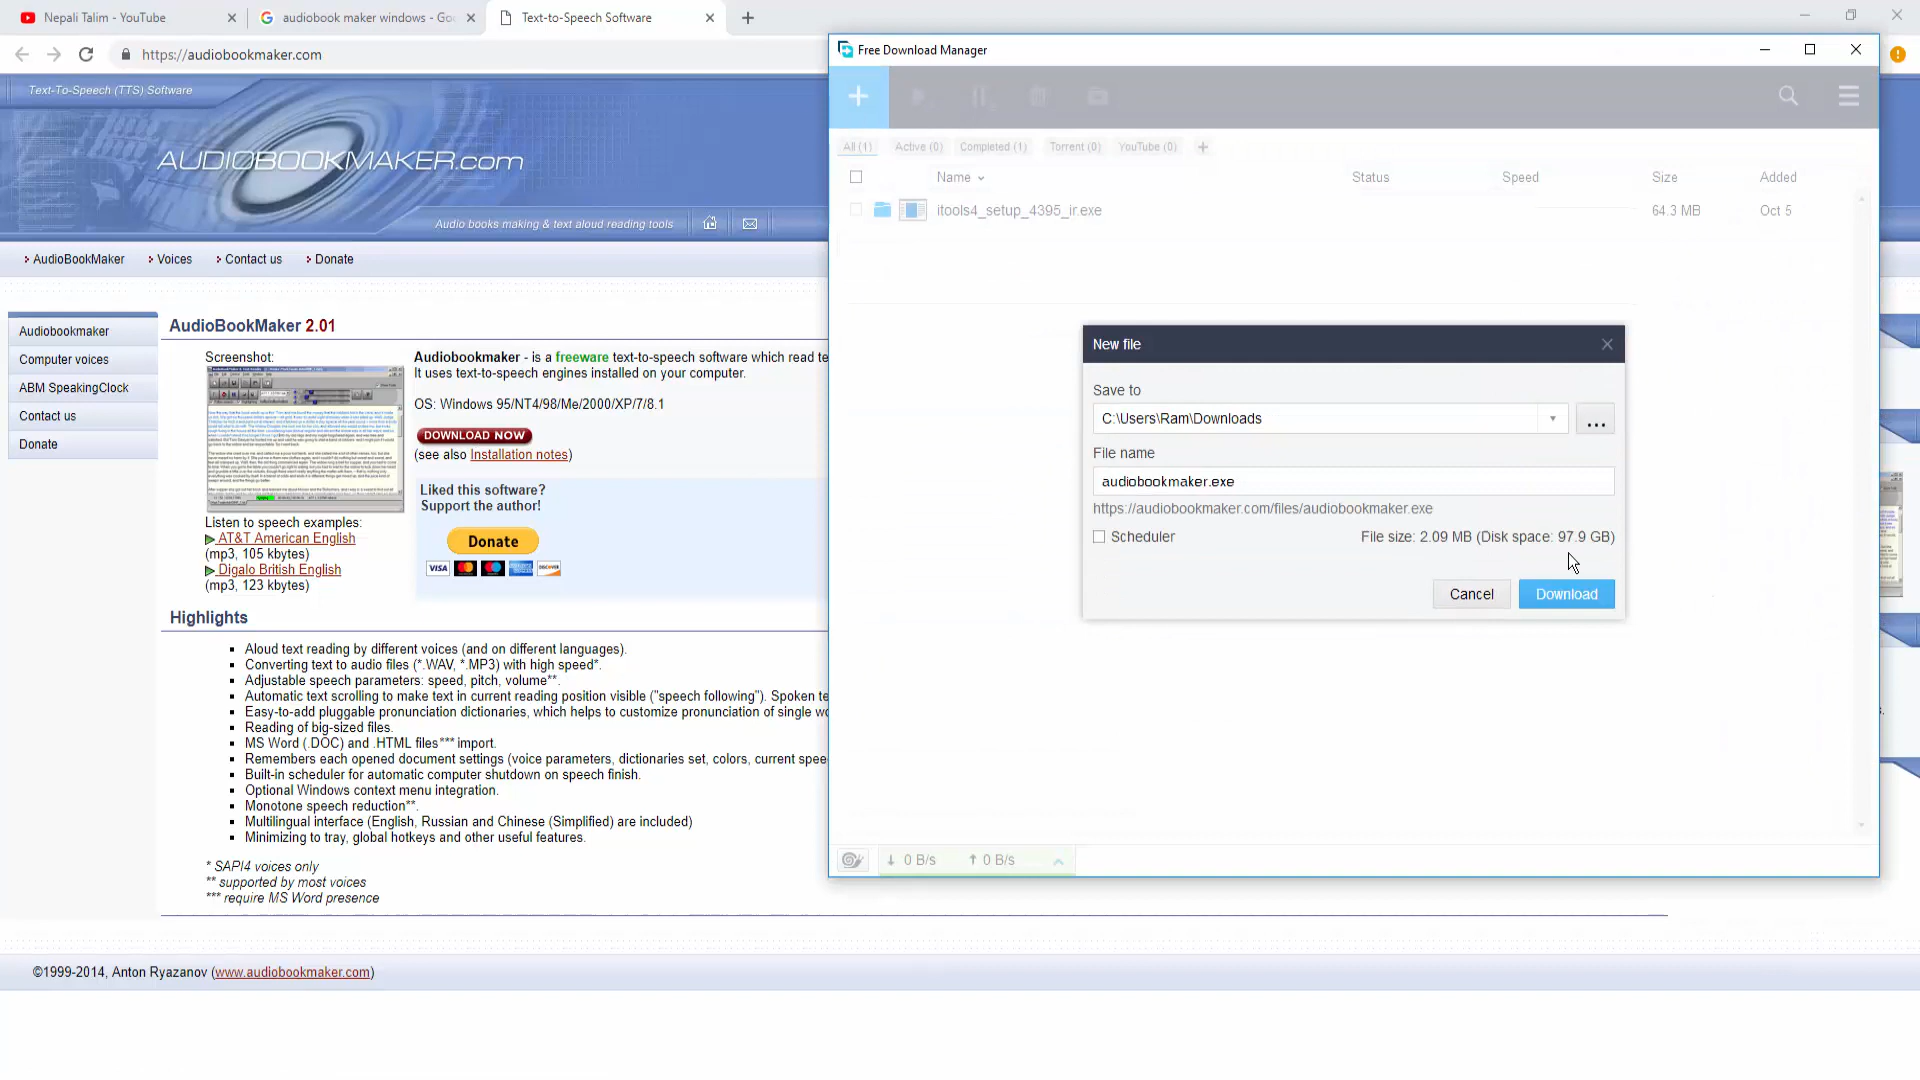 Nepali Talim - YouTube
audiobook maker windows - Goo
Text-to-Speech Software
https://audiobookmaker.com
Text-To-Speech (TTS) Software
AUDIOBOOKMAKER.com
Audio books making & text aloud reading tools
AudioBookMaker
Voices
Contact us
Donate
Audiobookmaker
Computer voices
ABM SpeakingClock
Contact us
Donate
AudioBookMaker 2.01
Screenshot:
Listen to speech examples:
AT&T American English
(mp3, 105 kbytes)
Digalo British English
(mp3, 123 kbytes)
Audiobookmaker - is a freeware text-to-speech software which read te
It uses text-to-speech engines installed on your computer.
OS: Windows 95/NT4/98/Me/2000/XP/7/8.1
DOWNLOAD NOW
(see also Installation notes)
Liked this software?
Support the author!
Donate
VISA
DISCOVER
Highlights
Aloud text reading by different voices (and on different languages).
Converting text to audio files (*.WAV, *.MP3) with high speed*.
Adjustable speech parameters: speed, pitch, volume**.
Automatic text scrolling to make text in current reading position visible ("speech following"). Spoken te
Easy-to-add pluggable pronunciation dictionaries, which helps to customize pronunciation of single wo
Reading of big-sized files.
MS Word (.DOC) and .HTML files*** import.
Remembers each opened document settings (voice parameters, dictionaries set, colors, current spee
Built-in scheduler for automatic computer shutdown on speech finish.
Optional Windows context menu integration.
Monotone speech reduction**.
Multilingual interface (English, Russian and Chinese (Simplified) are included)
Minimizing to tray, global hotkeys and other useful features.
* SAPI4 voices only
** supported by most voices
*** require MS Word presence
©1999-2014, Anton Ryazanov (www.audiobookmaker.com)
Free Download Manager
All (1)
Active (0)
Completed (1)
Torrent (0)
YouTube (0)
Name
Status
Speed
Size
Added
itools4_setup_4395_ir.exe
64.3 MB
Oct 5
New file
Save to
C:\Users\Ram\Downloads
...
File name
audiobookmaker.exe
https://audiobookmaker.com/files/audiobookmaker.exe
Scheduler
File size: 2.09 MB (Disk space: 97.9 GB)
Cancel
Download
0 B/s
0 B/s